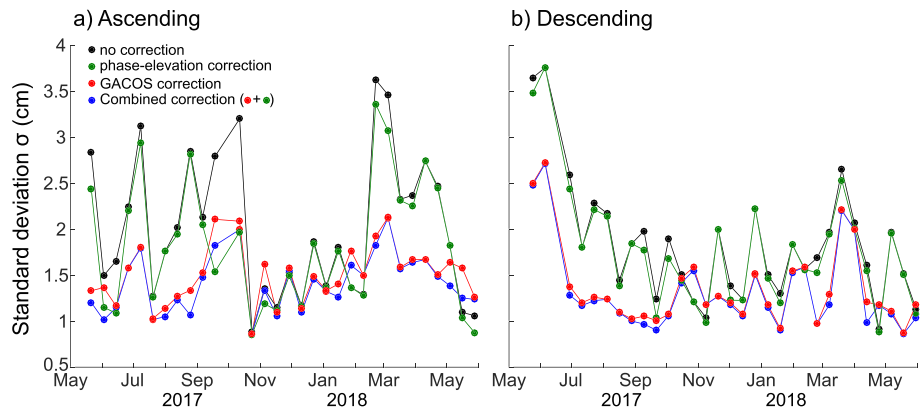 a) Ascending
b) Descending
no correction
phase-elevation correction
GACOS correction
Combined correction ( + )
Standard deviation σ (cm)
4
3.5
3
2.5
2
1.5
1
0.5
May Jul Sep Nov Jan Mar May
2017 2018
May Jul Sep Nov Jan Mar May
2017 2018